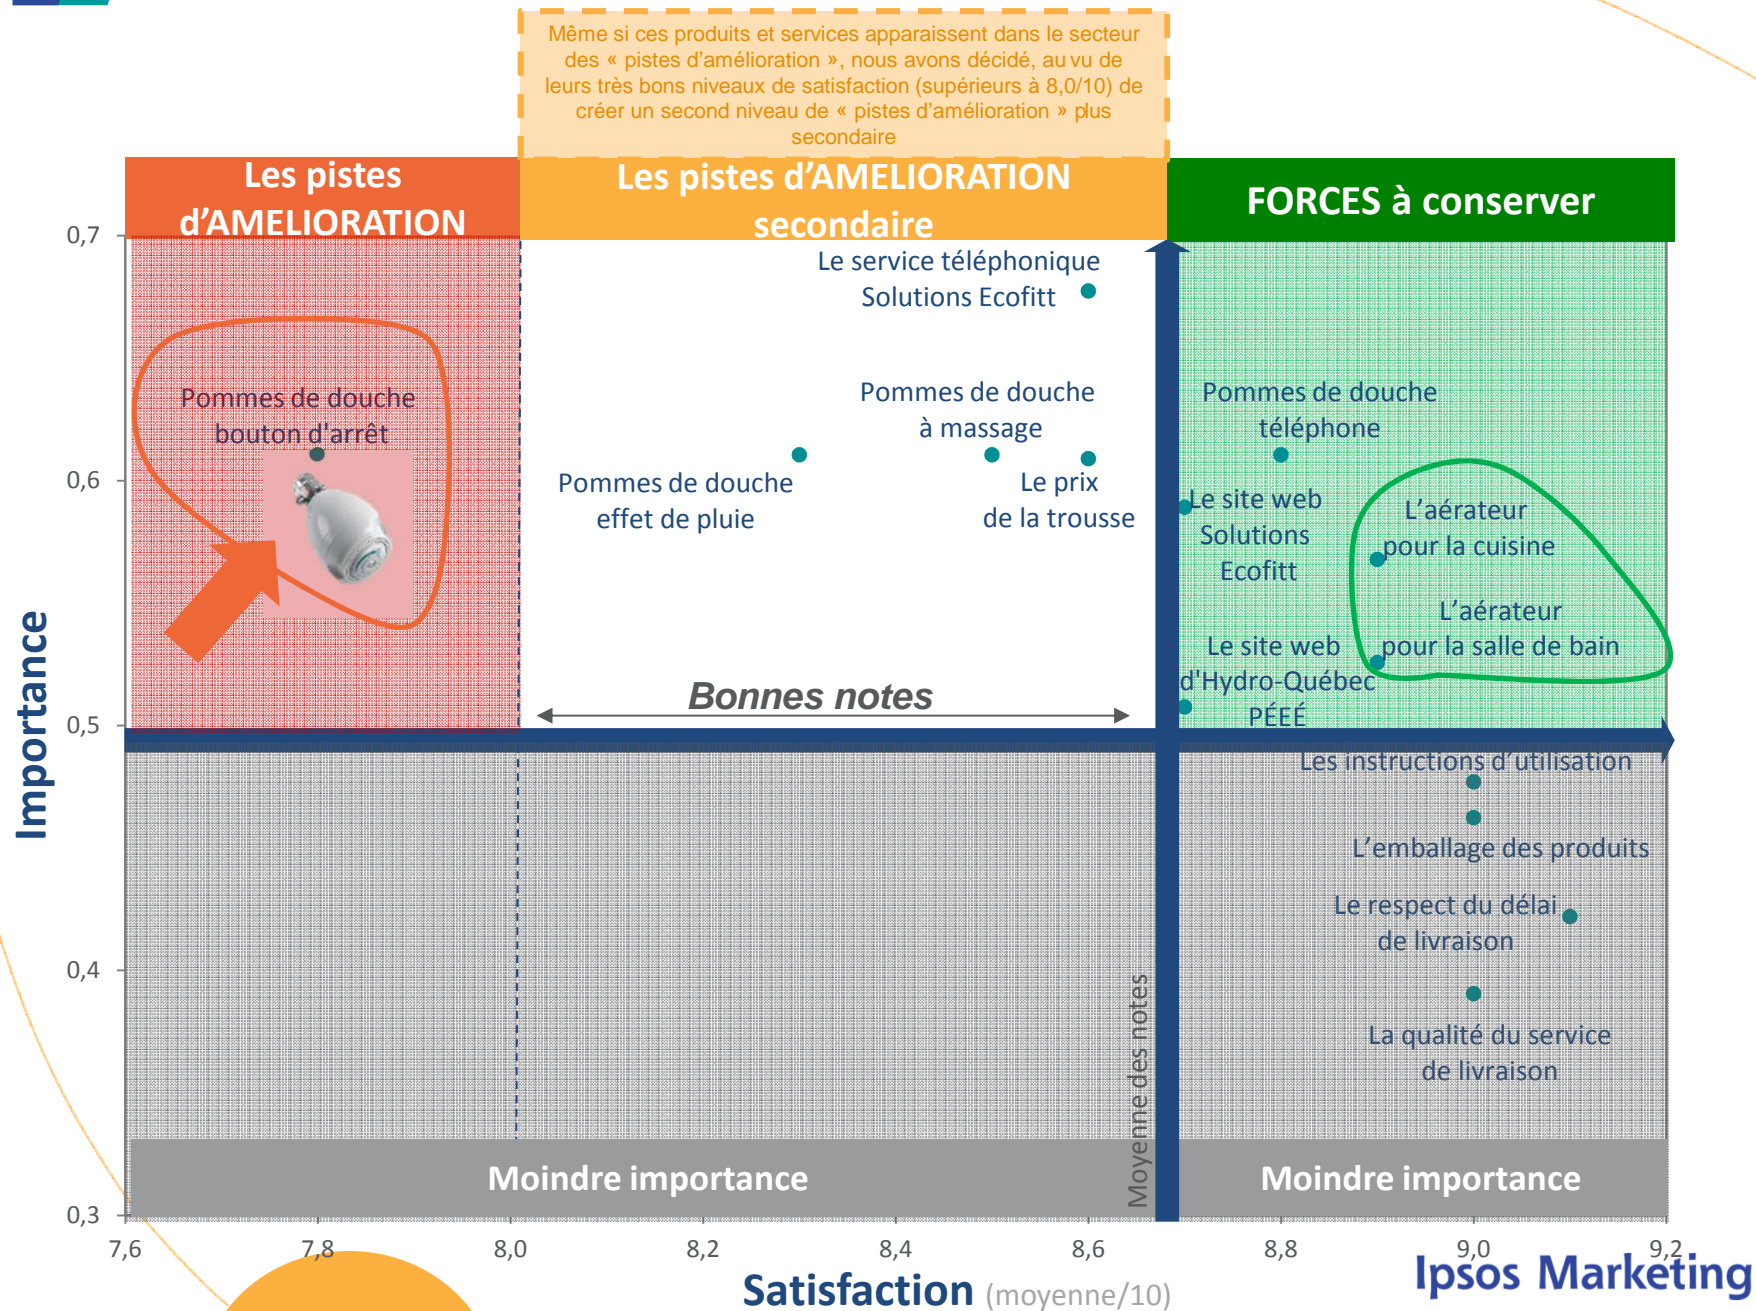 Même si ces produits et services apparaissent dans le secteur
des « pistes d'amélioration », nous avons décidé, au vu de
leurs très bons niveaux de satisfaction (supérieurs à 8,0/10) de
créer un second niveau de « pistes d'amélioration » plus
secondaire
Les pistes
d'AMELIORATION
Les pistes d'AMELIORATION
secondaire
FORCES à conserver
0,7
Le service téléphonique
Solutions Ecofitt
Pommes de douche
bouton d'arrêt
Pommes de douche
à massage
Pommes de douche
téléphone
0,6
Pommes de douche
effet de pluie
Le prix
de la trousse
Le site web
Solutions
Ecofitt
L'aérateur
pour la cuisine
L'aérateur
pour la salle de bain
Le site web
d'Hydro-Québec
PÉEÉ
Bonnes notes
0,5
Importance
Les instructions d'utilisation
L'emballage des produits
Le respect du délai
de livraison
0,4
La qualité du service
de livraison
Moyenne des notes
Moindre importance
Moindre importance
0,3
7,6
7,8
8,0
8,2
8,4
8,6
8,8
9,0
9,2
Satisfaction (moyenne/10)
Ipsos Marketing